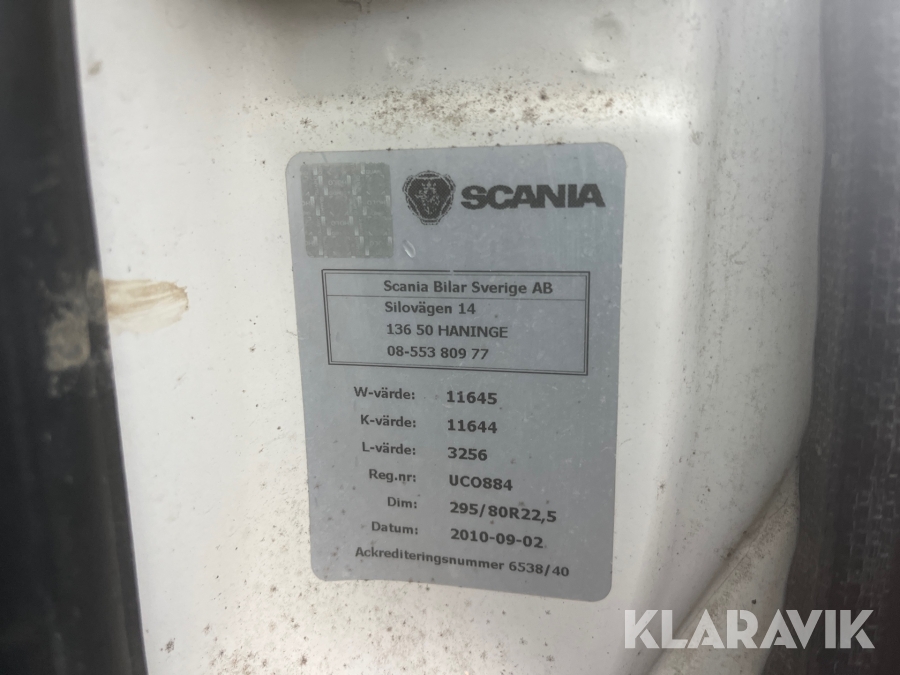 SCANIA
Scania Bilar Sverige AB
Silovägen 14
136 50 HANINGE
08-553 809 77
W-värde: 11645
K-värde: 11644
L-värde: 3256
Reg.nr: UCO884
Dim: 295/80R22,5
Datum: 2010-09-02
Ackrediteringsnummer 6538/40
KLARAVIK